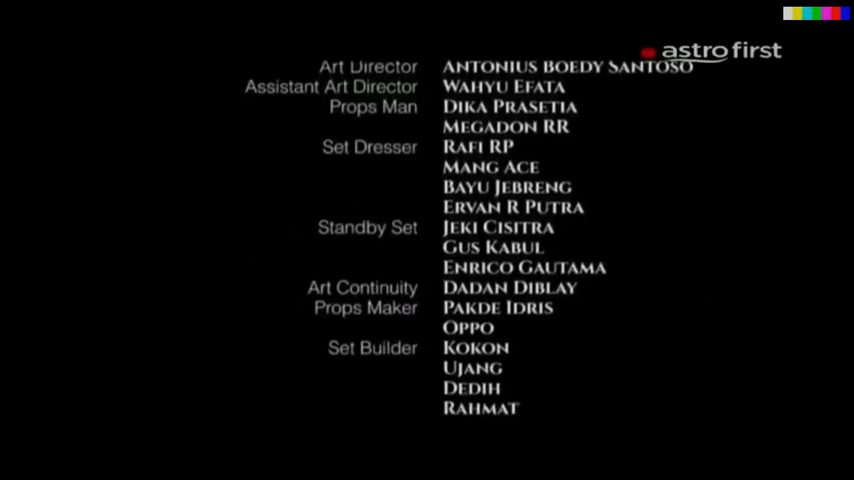 astro first
Art Director ANTONIUS BOEDY SANTOSO
Assistant Art Director WAHYU EFATA
Props Man DIKA PRASETIA
MEGADON RR
Set Dresser RAFI RP
MANG ACE
BAYU JEBRENG
ERVAN R PUTRA
Standby Set JEKI CISITRA
GUS KABUL
ENRICO GAUTAMA
Art Continuity DADAN DIBLAY
Props Maker PAKDE IDRIS
OPPO
Set Builder KOKON
UJANG
DEDIH
RAHMAT